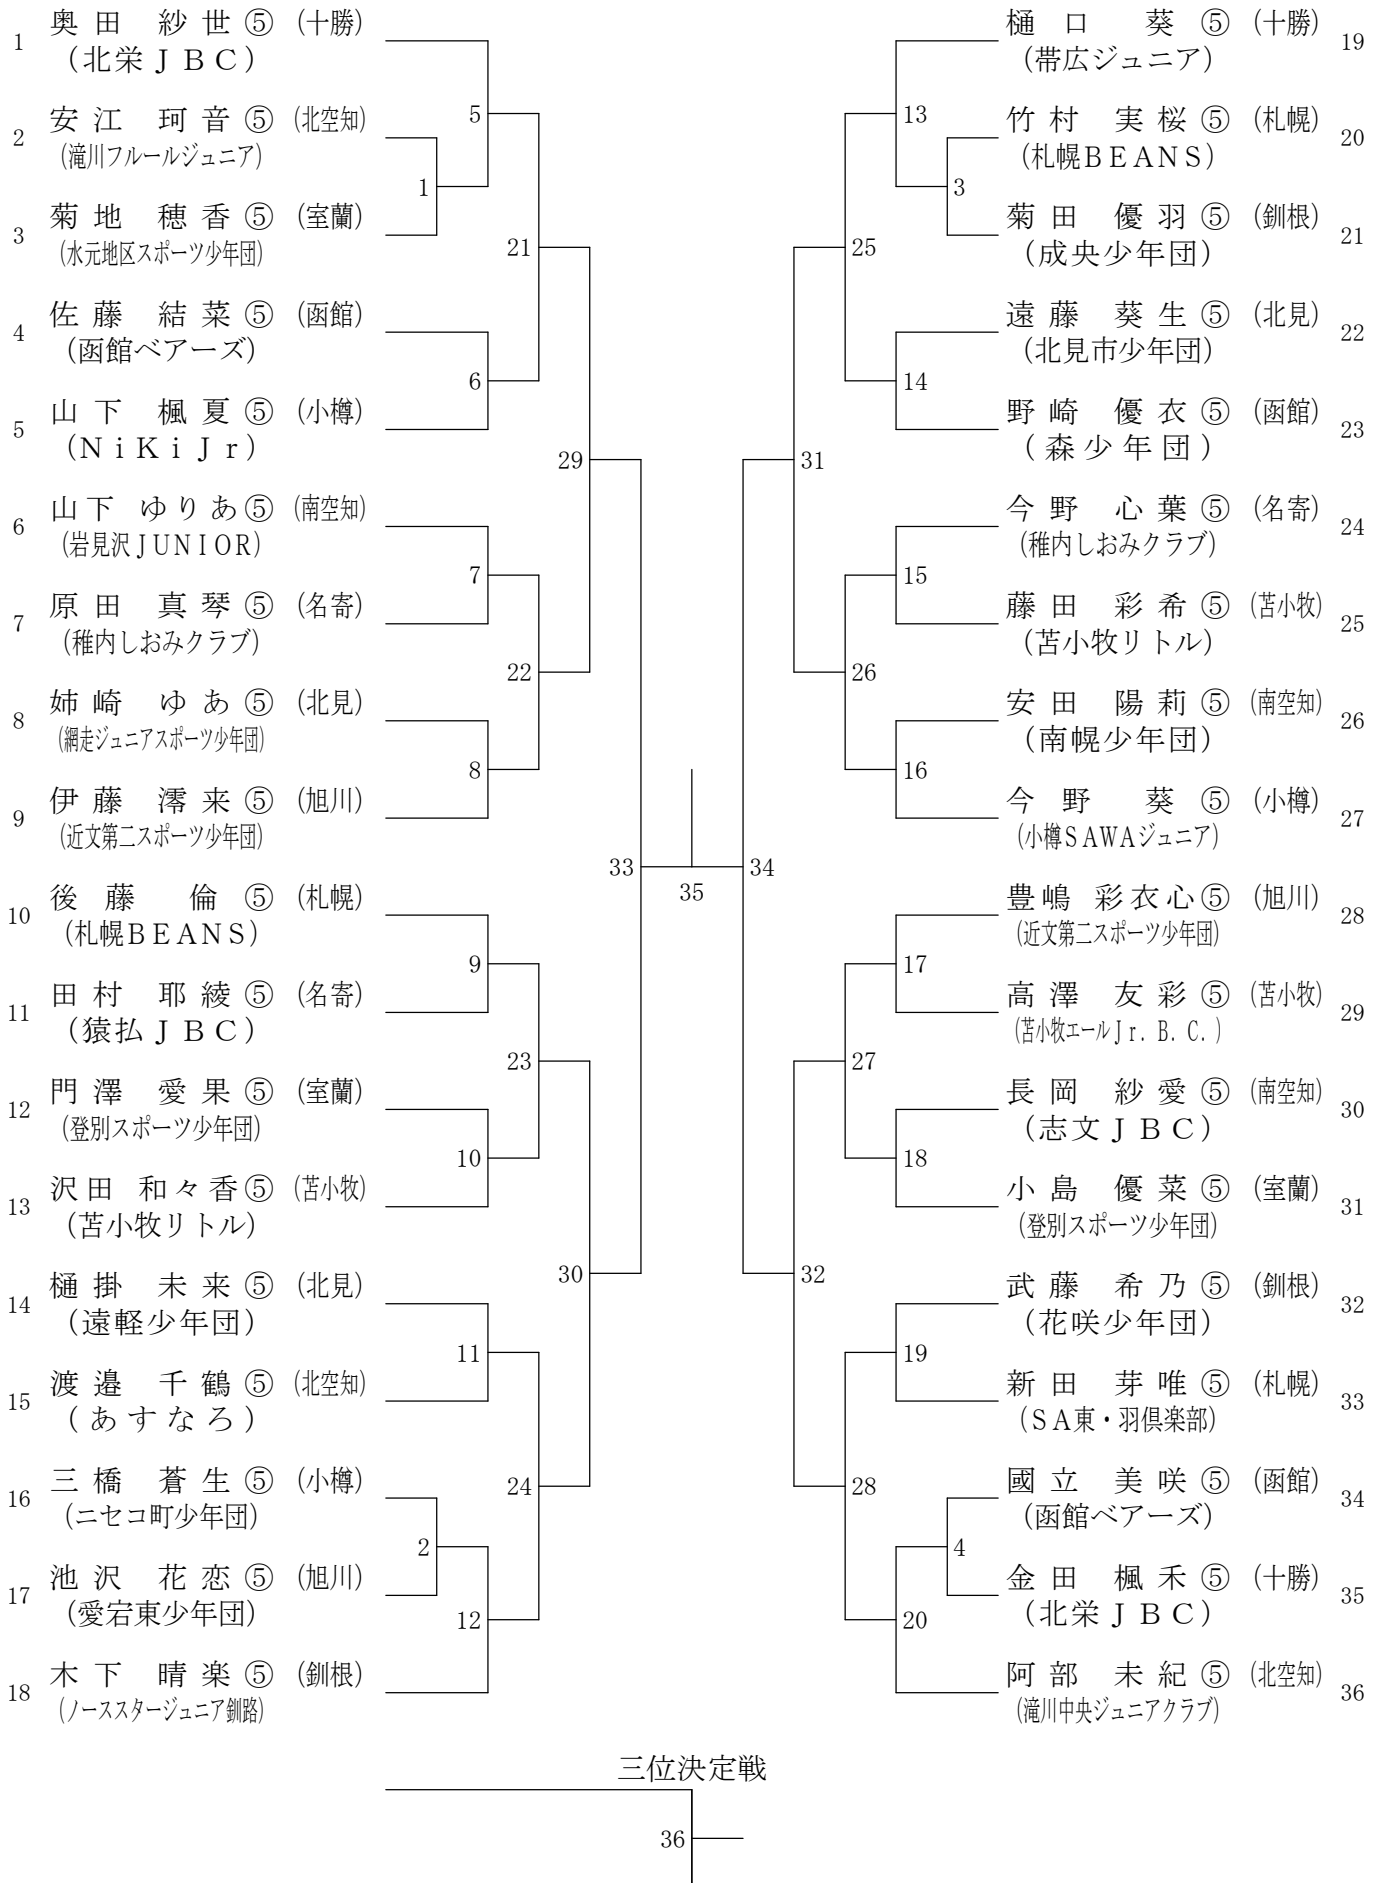 1 奥田 紗世⑤ (十勝)
(北栄JBC)
2 安江 珂音⑤ (北空知)
(滝川フルールジュニア)
3 菊地 穂香⑤ (室蘭)
(水元地区スポーツ少年団)
4 佐藤 結菜⑤ (函館)
(函館ベアーズ)
5 山下 楓夏⑤ (小樽)
(NiKiJr)
6 山下 ゆりあ⑤ (南空知)
(岩見沢JUNIOR)
7 原田 真琴⑤ (名寄)
(稚内しおみクラブ)
8 姉崎 ゆあ⑤ (北見)
(網走ジュニアスポーツ少年団)
9 伊藤 澪来⑤ (旭川)
(近文第二スポーツ少年団)
10 後藤 倫⑤ (札幌)
(札幌BEANS)
11 田村 耶綾⑤ (名寄)
(猿払JBC)
12 門澤 愛果⑤ (室蘭)
(登別スポーツ少年団)
13 沢田 和々香⑤ (苫小牧)
(苫小牧リトル)
14 樋掛 未来⑤ (北見)
(遠軽少年団)
15 渡邉 千鶴⑤ (北空知)
(あすなろ)
16 三橋 蒼生⑤ (小樽)
(ニセコ町少年団)
17 池沢 花恋⑤ (旭川)
(愛宕東少年団)
18 木下 晴楽⑤ (釧根)
(ノーススタージュニア釧路)
5
1
21
6
29
7
22
8
33
9
23
10
30
11
24
2
12
35
13
3
25
14
31
15
26
16
34
17
27
18
32
19
28
4
20
樋口 葵⑤ (十勝) 19
(帯広ジュニア)
竹村 実桜⑤ (札幌) 20
(札幌BEANS)
菊田 優羽⑤ (釧根) 21
(成央少年団)
遠藤 葵生⑤ (北見) 22
(北見市少年団)
野崎 優衣⑤ (函館) 23
(森少年団)
今野 心葉⑤ (名寄) 24
(稚内しおみクラブ)
藤田 彩希⑤ (苫小牧) 25
(苫小牧リトル)
安田 陽莉⑤ (南空知) 26
(南幌少年団)
今野 葵⑤ (小樽) 27
(小樽SAWAジュニア)
豊嶋 彩衣心⑤ (旭川) 28
(近文第二スポーツ少年団)
高澤 友彩⑤ (苫小牧) 29
(苫小牧エールJr.B.C.)
長岡 紗愛⑤ (南空知) 30
(志文JBC)
小島 優菜⑤ (室蘭) 31
(登別スポーツ少年団)
武藤 希乃⑤ (釧根) 32
(花咲少年団)
新田 芽唯⑤ (札幌) 33
(SA東・羽倶楽部)
國立 美咲⑤ (函館) 34
(函館ベアーズ)
金田 楓禾⑤ (十勝) 35
(北栄JBC)
阿部 未紀⑤ (北空知) 36
(滝川中央ジュニアクラブ)
三位決定戦
36